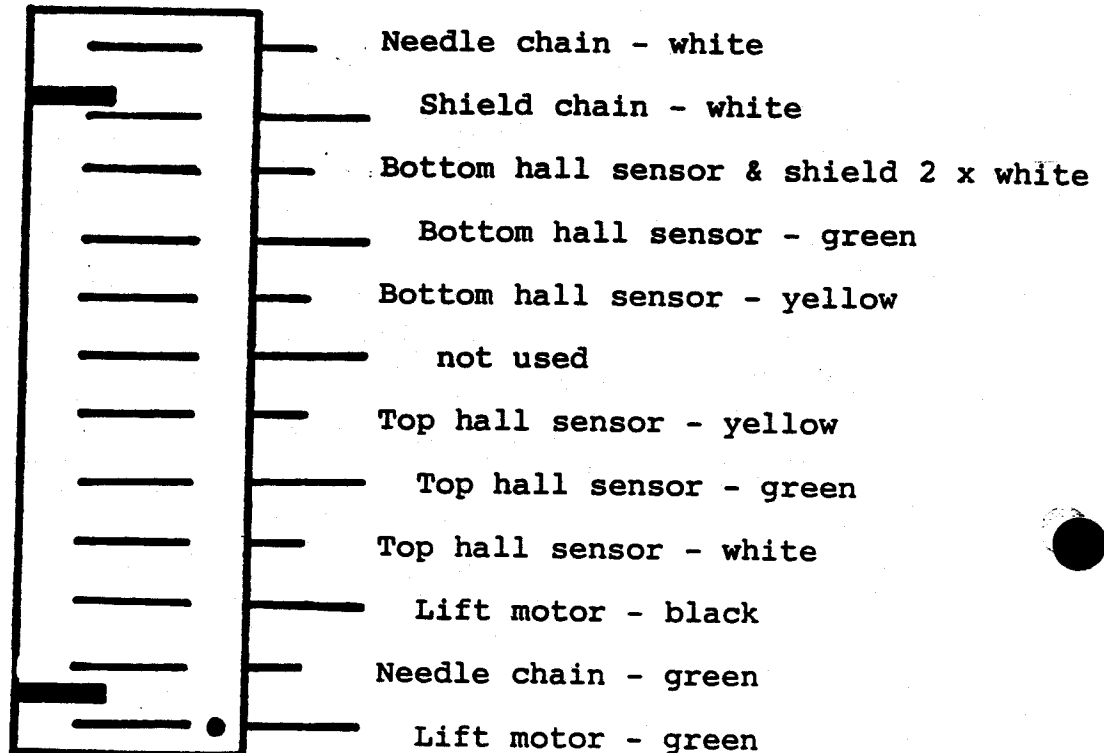 Needle chain - white
Shield chain - white
Bottom hall sensor & shield 2 x white
Bottom hall sensor - green
Bottom hall sensor - yellow
not used
Top hall sensor - yellow
Top hall sensor - green
Top hall sensor - white
Lift motor - black
Needle chain - green
Lift motor - green